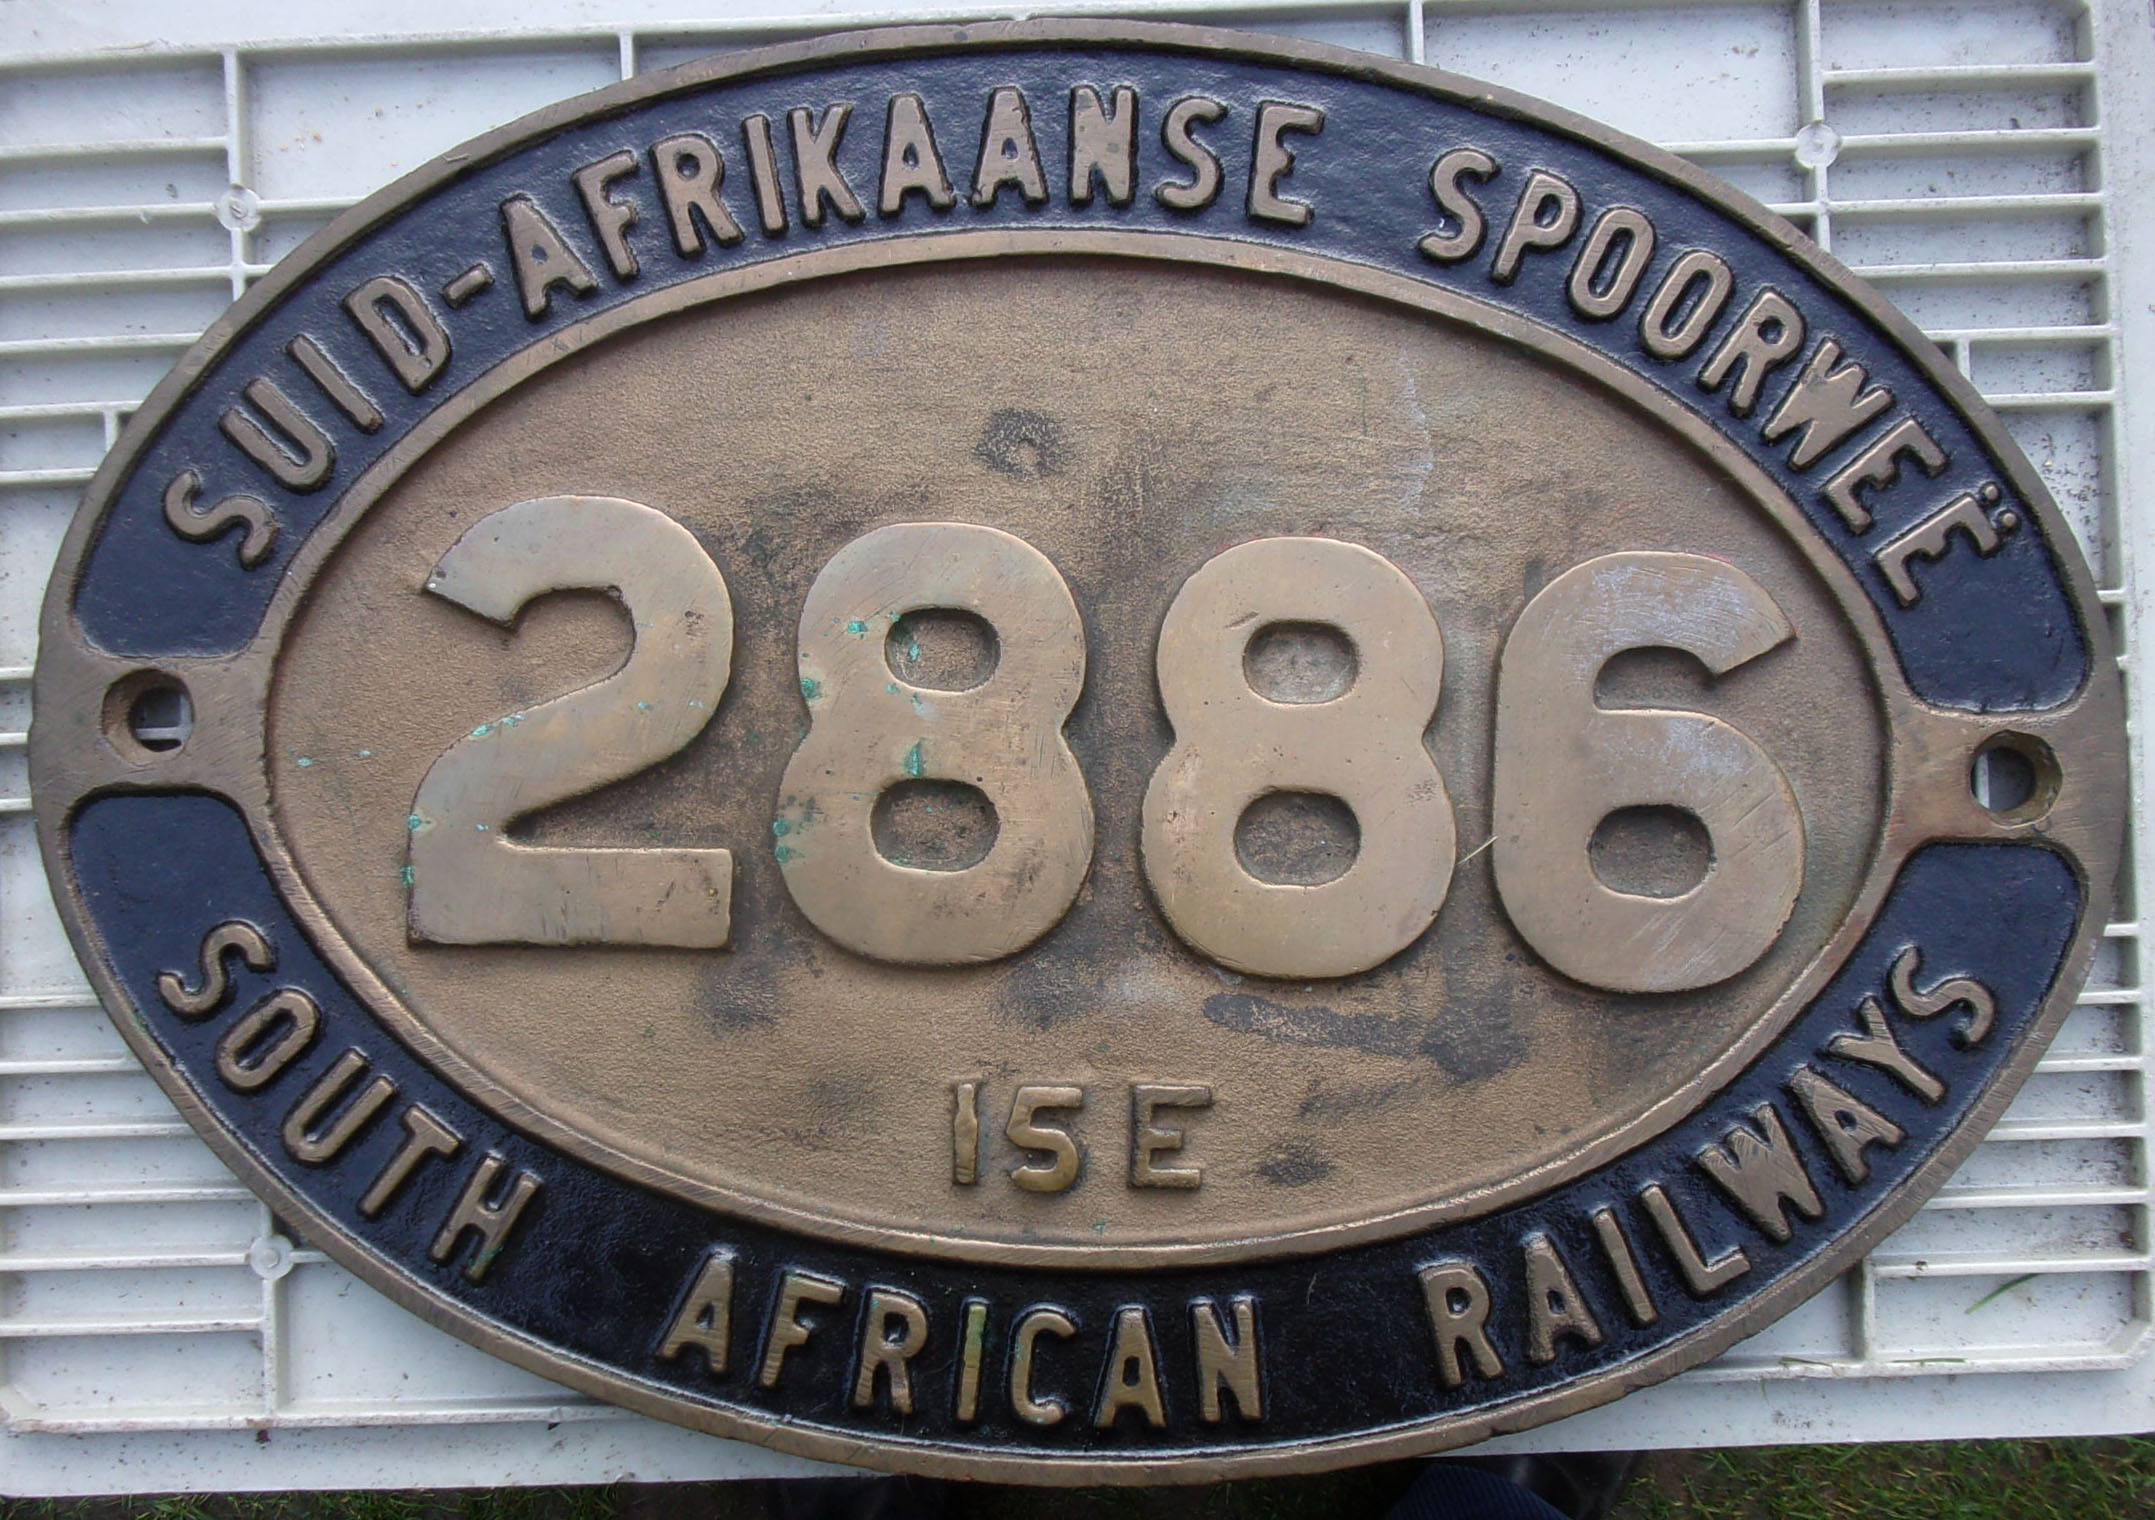 SUID-AFRIKAANSE SPOORWEË
2886
15E
SOUTH AFRICAN RAILWAYS